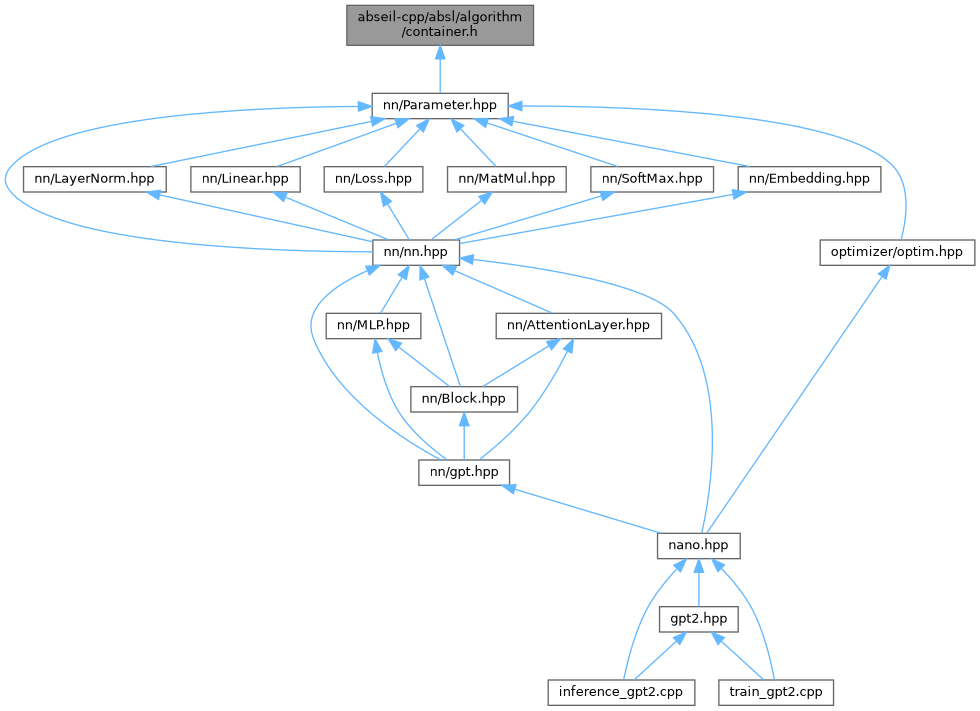 abseil-cpp/absl/algorithm
/container.h
nn/Parameter.hpp
nn/LayerNorm.hpp
nn/Linear.hpp
nn/Loss.hpp
nn/MatMul.hpp
nn/SoftMax.hpp
nn/Embedding.hpp
nn/nn.hpp
optimizer/optim.hpp
nn/MLP.hpp
nn/AttentionLayer.hpp
nn/Block.hpp
nn/gpt.hpp
nano.hpp
gpt2.hpp
inference_gpt2.cpp
train_gpt2.cpp